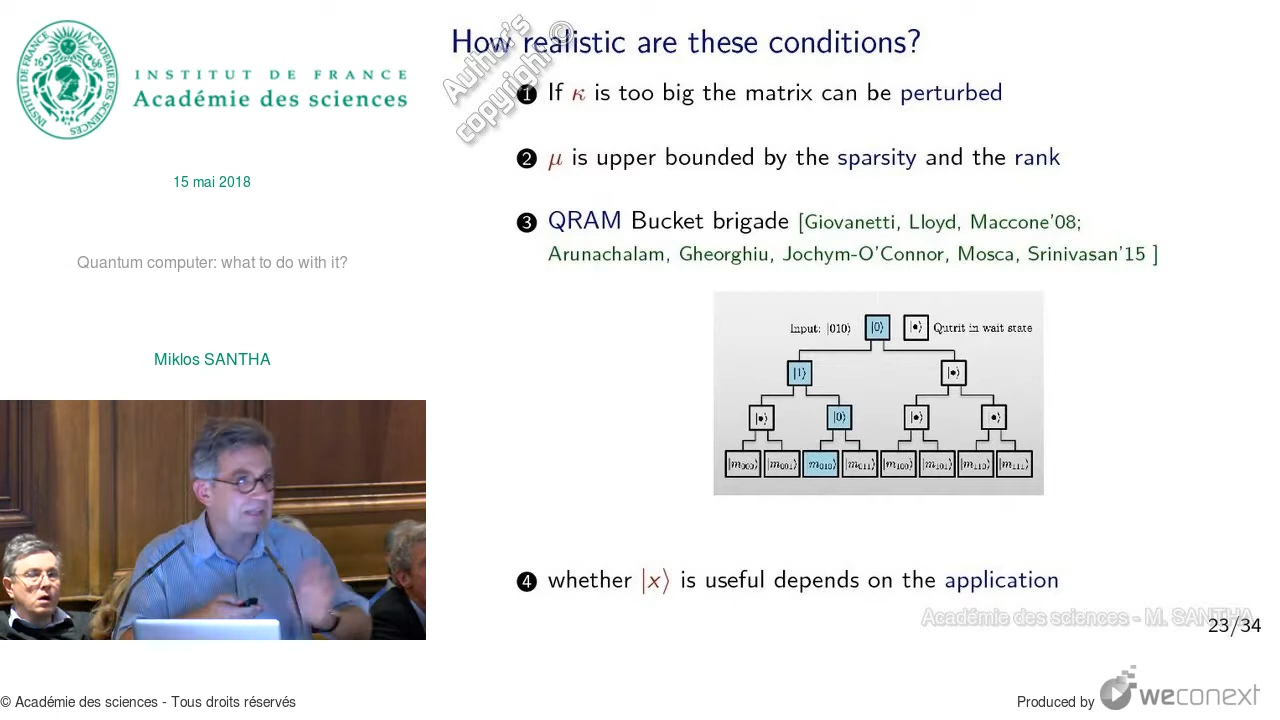 INSTITUT DE FRANCE
Académie des sciences
15 mai 2018
Quantum computer: what to do with it?
Miklos SANTHA
How realistic are these conditions?
Author's copyright ©
1 If κ is too big the matrix can be perturbed
2 μ is upper bounded by the sparsity and the rank
3 QRAM Bucket brigade [Giovanetti, Lloyd, Maccone'08;
Arunachalam, Gheorghiu, Jochym-O'Connor, Mosca, Srinivasan'15 ]
Input: |010⟩ |0⟩ |•⟩ Qutrit in wait state
|1⟩ |•⟩
|•⟩ |0⟩ |•⟩ |•⟩
|m000⟩ |m001⟩ |m010⟩ |m011⟩ |m100⟩ |m101⟩ |m110⟩ |m111⟩
4 whether |x⟩ is useful depends on the application
Académie des sciences - M. SANTHA
23/34
© Académie des sciences - Tous droits réservés
Produced by weconext